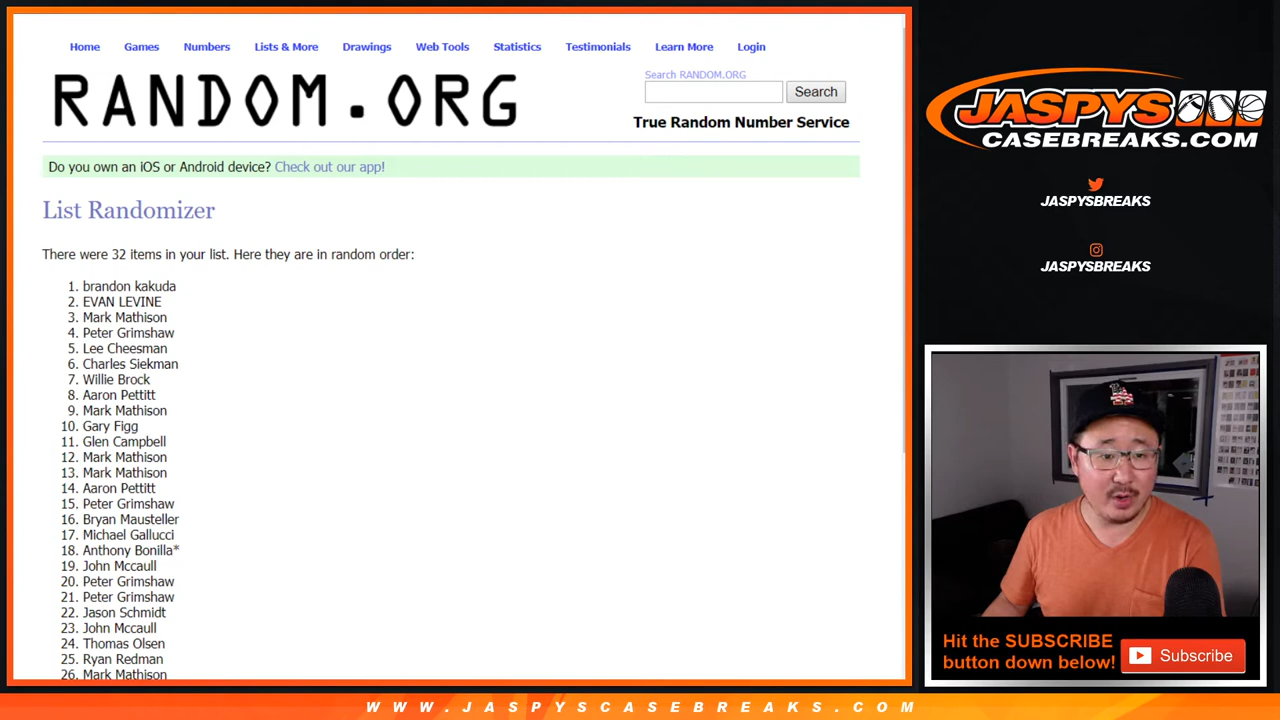 Home Games Numbers Lists & More Drawings Web Tools Statistics Testimonials Learn More Login
RANDOM.ORG
Search RANDOM.ORG
Search
True Random Number Service
Do you own an iOS or Android device? Check out our app!
List Randomizer
There were 32 items in your list. Here they are in random order:
1. brandon kakuda
2. EVAN LEVINE
3. Mark Mathison
4. Peter Grimshaw
5. Lee Cheesman
6. Charles Siekman
7. Willie Brock
8. Aaron Pettitt
9. Mark Mathison
10. Gary Figg
11. Glen Campbell
12. Mark Mathison
13. Mark Mathison
14. Aaron Pettitt
15. Peter Grimshaw
16. Bryan Mausteller
17. Michael Gallucci
18. Anthony Bonilla*
19. John Mccaull
20. Peter Grimshaw
21. Peter Grimshaw
22. Jason Schmidt
23. John Mccaull
24. Thomas Olsen
25. Ryan Redman
26. Mark Mathison
JASPYS
CASEBREAKS.COM
JASPYSBREAKS
JASPYSBREAKS
Hit the SUBSCRIBE
button down below!
Subscribe
WWW.JASPYSCASEBREAKS.COM